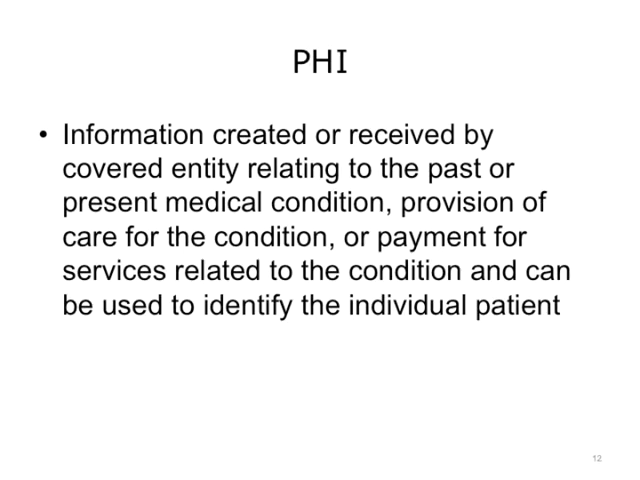 PHI
• Information created or received by
covered entity relating to the past or
present medical condition, provision of
care for the condition, or payment for
services related to the condition and can
be used to identify the individual patient
12